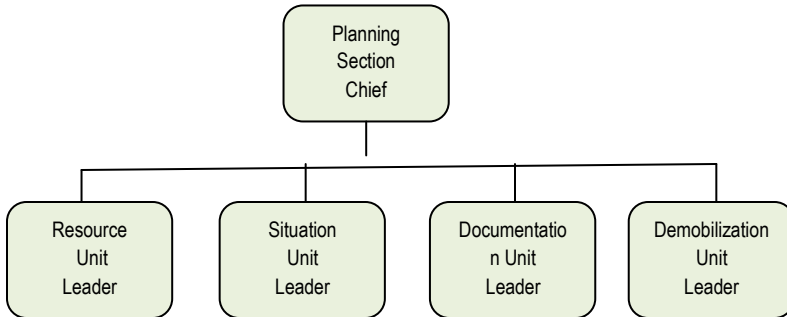 Planning
Section
Chief
Resource
Unit
Leader
Situation
Unit
Leader
Documentatio
n Unit
Leader
Demobilization
Unit
Leader